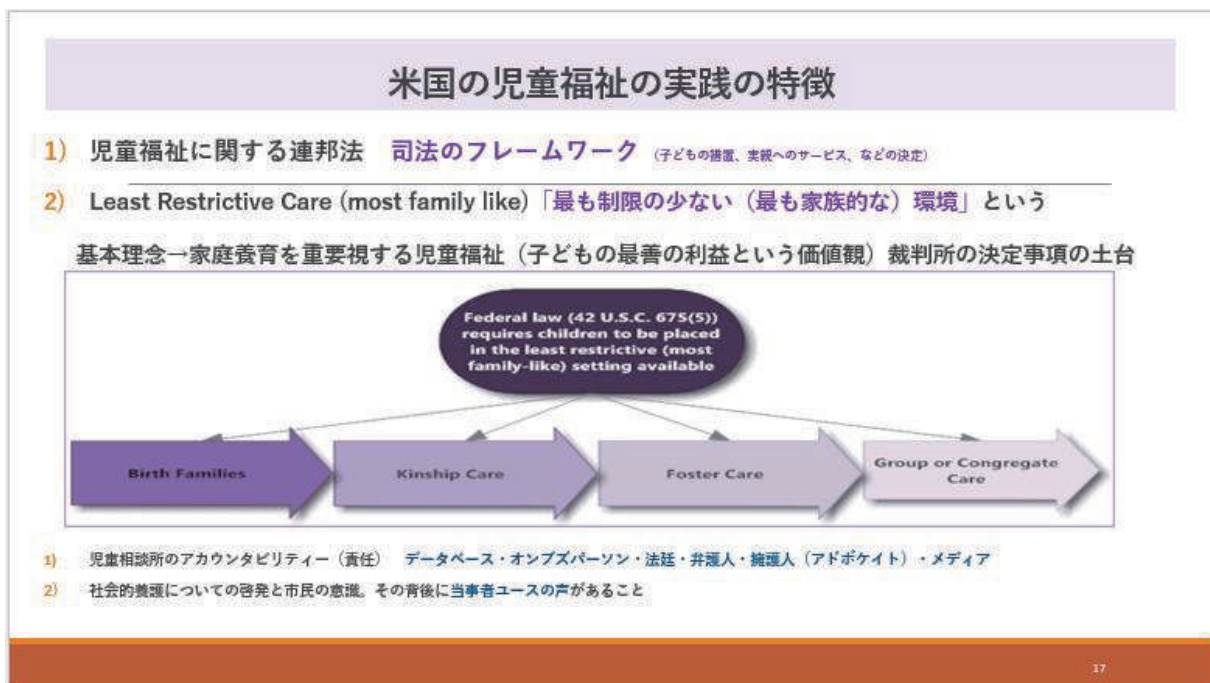 米国の児童福祉の実践の特徴
1) 児童福祉に関する連邦法 司法のフレームワーク (子どもの措置、実親へのサービス、などの決定)
2) Least Restrictive Care (most family like)「最も制限の少ない（最も家族的な）環境」という
基本理念→家庭養育を重要視する児童福祉（子どもの最善の利益という価値観）裁判所の決定事項の土台
Federal law (42 U.S.C. 675(5))
requires children to be placed
in the least restrictive (most
family-like) setting available
Birth Families
Kinship Care
Foster Care
Group or Congregate
Care
1) 児童相談所のアカウンタビリティー（責任） データベース・オンブズパーソン・法廷・弁護人・擁護人（アドボケイト）・メディア
2) 社会的養護についての啓発と市民の意識。その背後に当事者ユースの声があること
17